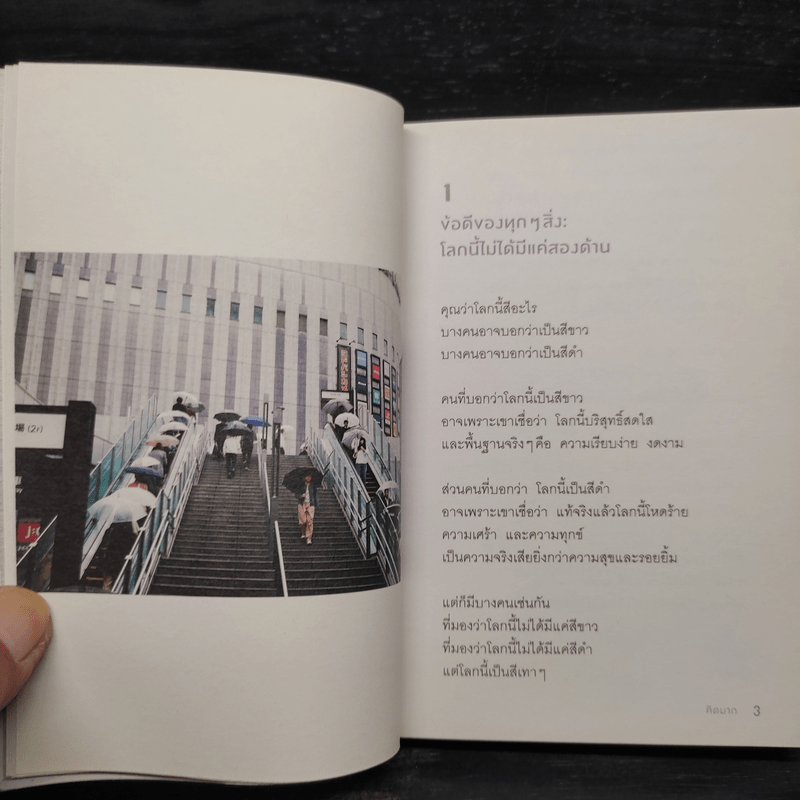 場 (2F)
1
ข้อดีของทุกๆสิ่ง:
โลกนี้ไม่ได้มีแค่สองด้าน
คุณว่าโลกนี้สีอะไร
บางคนอาจบอกว่าเป็นสีขาว
บางคนอาจบอกว่าเป็นสีดำ
คนที่บอกว่าโลกนี้เป็นสีขาว
อาจเพราะเขาเชื่อว่า โลกนี้บริสุทธิ์สดใส
และพื้นฐานจริงๆคือ ความเรียบง่าย งดงาม
ส่วนคนที่บอกว่า โลกนี้เป็นสีดำ
อาจเพราะเขาเชื่อว่า แท้จริงแล้วโลกนี้โหดร้าย
ความเศร้า และความทุกข์
เป็นความจริงเสียยิ่งกว่าความสุขและรอยยิ้ม
แต่ก็มีบางคนเช่นกัน
ที่มองว่าโลกนี้ไม่ได้มีแค่สีขาว
ที่มองว่าโลกนี้ไม่ได้มีแค่สีดำ
แต่โลกนี้เป็นสีเทาๆ
คิดมาก 3